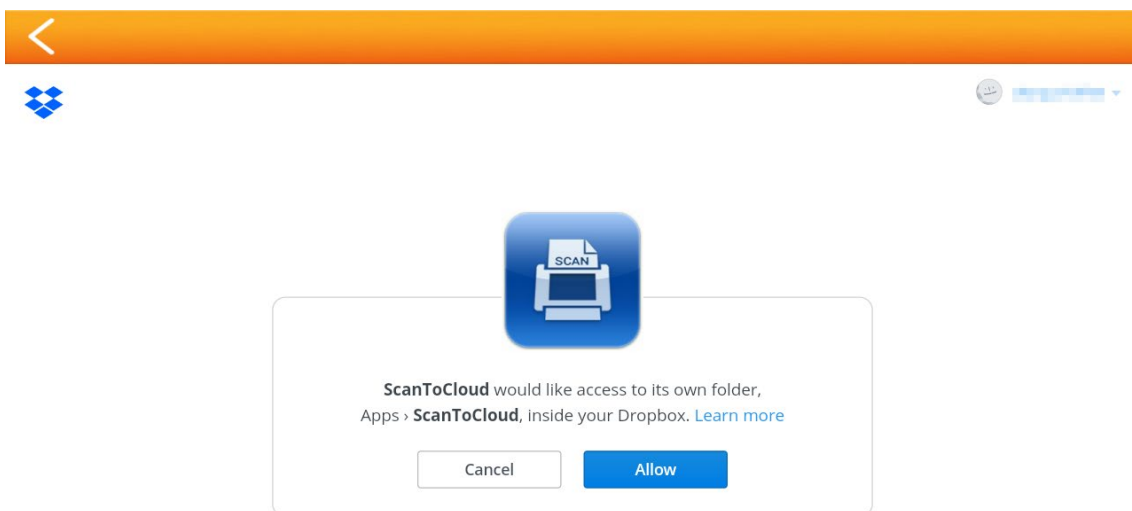 SCAN
ScanToCloud would like access to its own folder,
Apps › ScanToCloud, inside your Dropbox. Learn more
Cancel
Allow